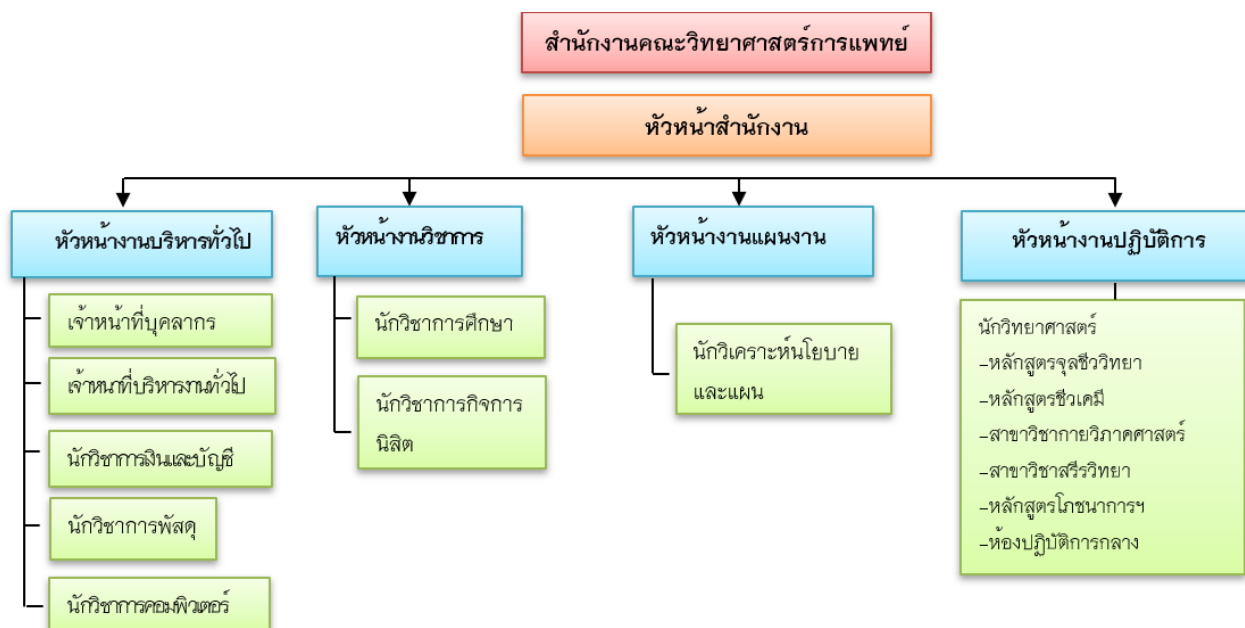 สำนักงานคณะวิทยาศาสตร์การแพทย์
หัวหน้าสำนักงาน
หัวหน้างานบริหารทั่วไป
เจ้าหน้าที่บุคลากร
เจ้าหนาที่บริหารงานทั่วไป
นักวิชาการเงินและบัญชี
นักวิชาการพัสดุ
นักวิชาการคอมพิวเตอร์
หัวหน้างานวิชาการ
นักวิชาการศึกษา
นักวิชาการกิจการ
นิสิต
หัวหน้างานแผนงาน
นักวิเคราะห์นโยบาย
และแผน
หัวหน้างานปฏิบัติการ
นักวิทยาศาสตร์
-หลักสูตรจุลชีววิทยา
-หลักสูตรชีวเคมี
-สาขาวิชากายวิภาคศาสตร์
-สาขาวิชาสรีรวิทยา
-หลักสูตรโภชนาการฯ
-ห้องปฏิบัติการกลาง